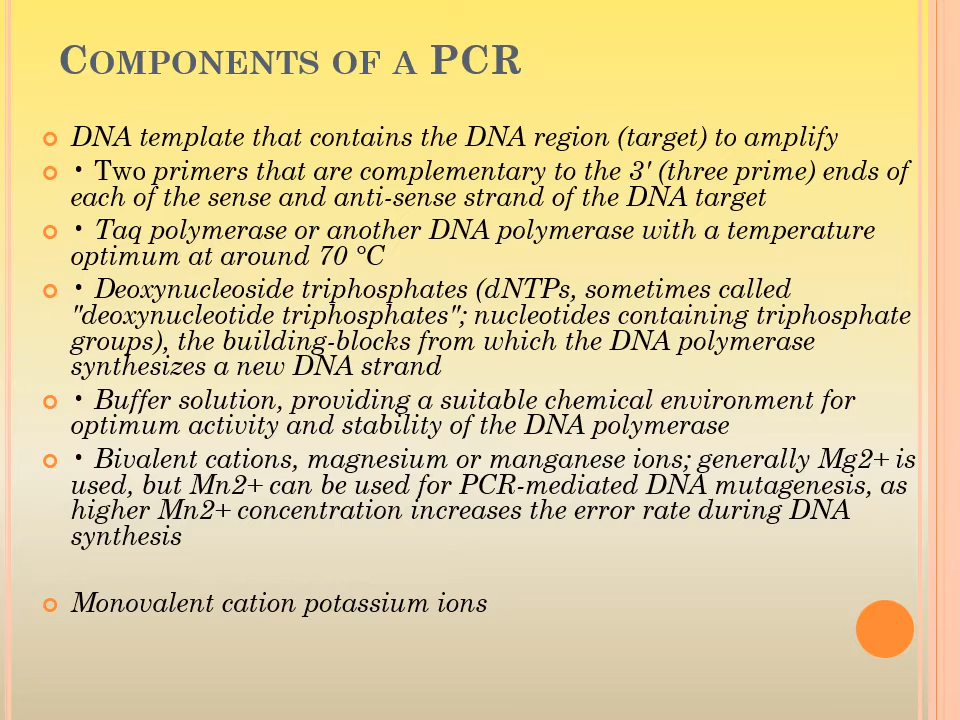 COMPONENTS OF A PCR
DNA template that contains the DNA region (target) to amplify
• Two primers that are complementary to the 3' (three prime) ends of
each of the sense and anti-sense strand of the DNA target
• Taq polymerase or another DNA polymerase with a temperature
optimum at around 70 °C
• Deoxynucleoside triphosphates (dNTPs, sometimes called
"deoxynucleotide triphosphates"; nucleotides containing triphosphate
groups), the building-blocks from which the DNA polymerase
synthesizes a new DNA strand
• Buffer solution, providing a suitable chemical environment for
optimum activity and stability of the DNA polymerase
• Bivalent cations, magnesium or manganese ions; generally Mg2+ is
used, but Mn2+ can be used for PCR-mediated DNA mutagenesis, as
higher Mn2+ concentration increases the error rate during DNA
synthesis
Monovalent cation potassium ions